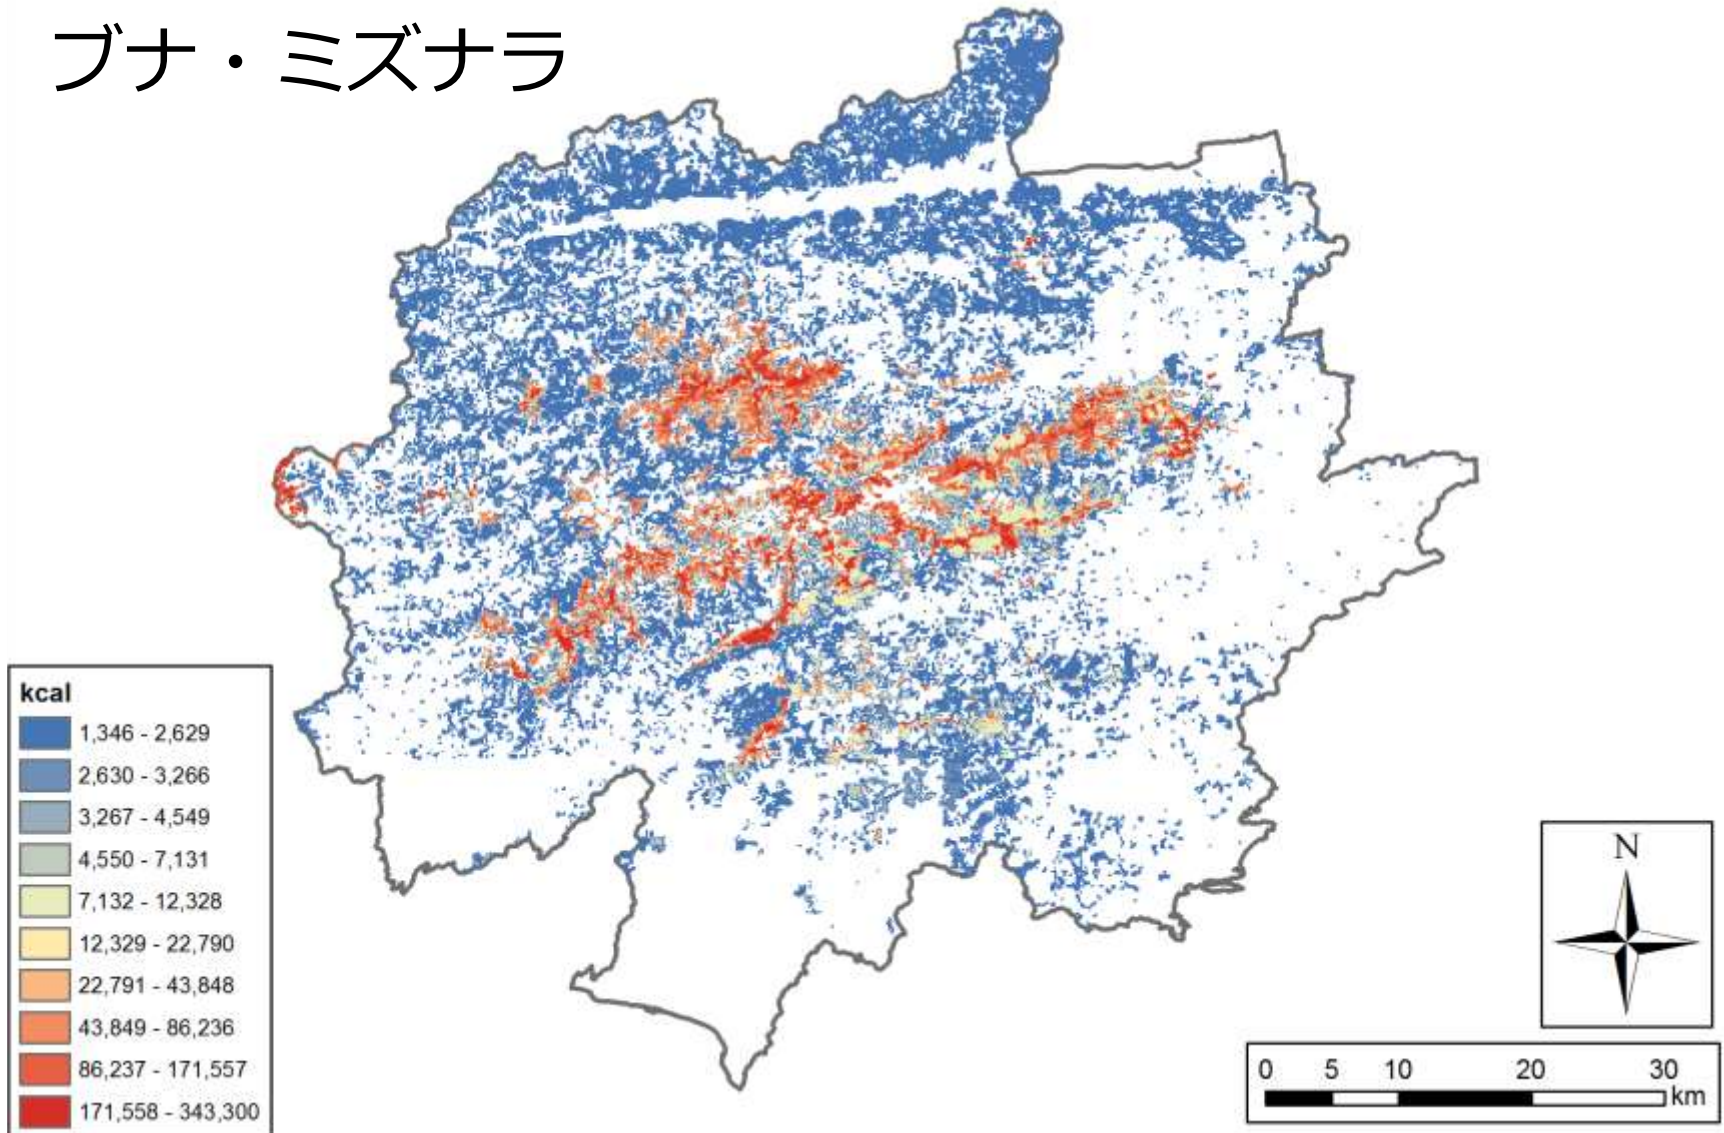 ブナ・ミズナラ
kcal
1,346 - 2,629
2,630 - 3,266
3,267 - 4,549
4,550 - 7,131
7,132 - 12,328
12,329 - 22,790
22,791 - 43,848
43,849 - 86,236
86,237 - 171,557
171,558 - 343,300
N
0 5 10 20 30
km